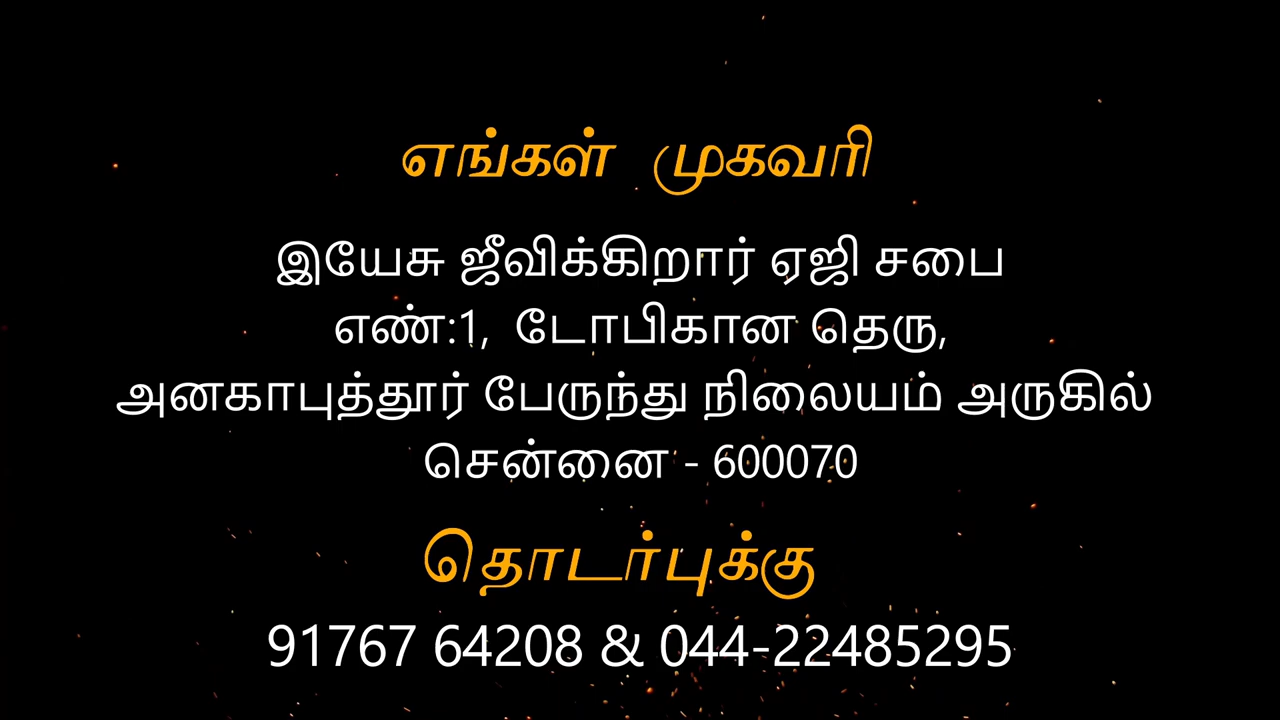 எங்கள் முகவரி
இயேசு ஜீவிக்கிறார் ஏஜி சபை
எண்:1, டோபிகான தெரு,
அனகாபுத்தூர் பேருந்து நிலையம் அருகில்
சென்னை - 600070
தொடர்புக்கு
91767 64208 & 044-22485295